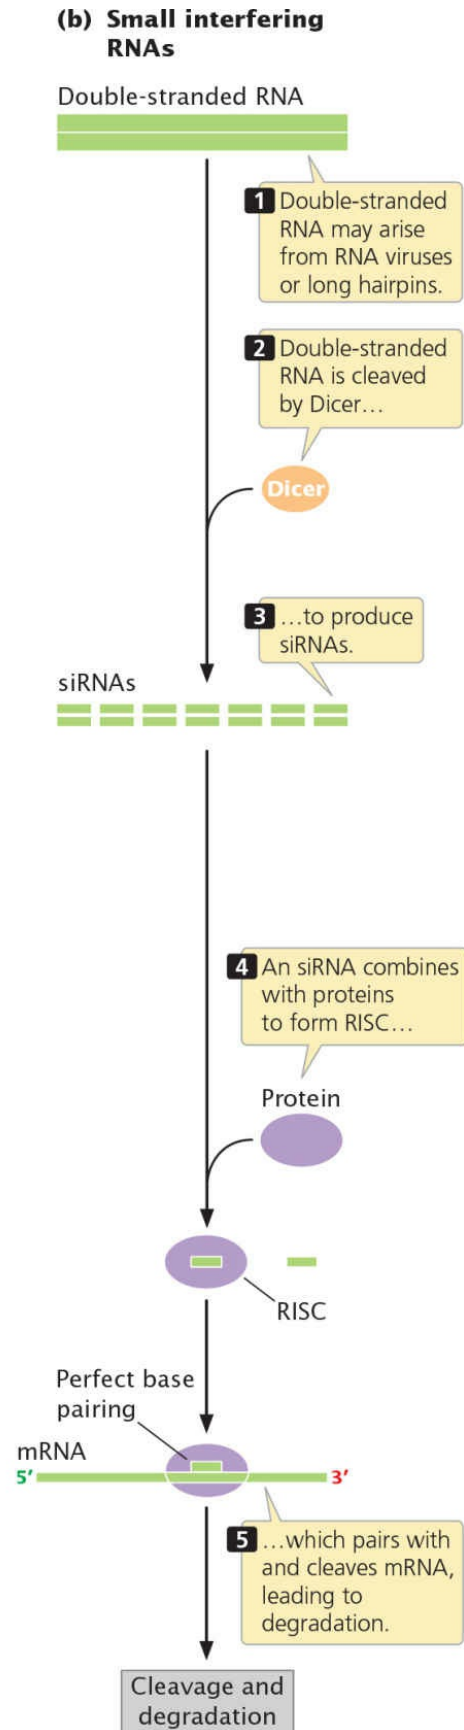 (b) Small interfering
RNAs
Double-stranded RNA
1 Double-stranded
RNA may arise
from RNA viruses
or long hairpins.
2 Double-stranded
RNA is cleaved
by Dicer…
Dicer
3 …to produce
siRNAs.
siRNAs
4 An siRNA combines
with proteins
to form RISC…
Protein
RISC
Perfect base
pairing
mRNA
5′ 3′
5 …which pairs with
and cleaves mRNA,
leading to
degradation.
Cleavage and
degradation